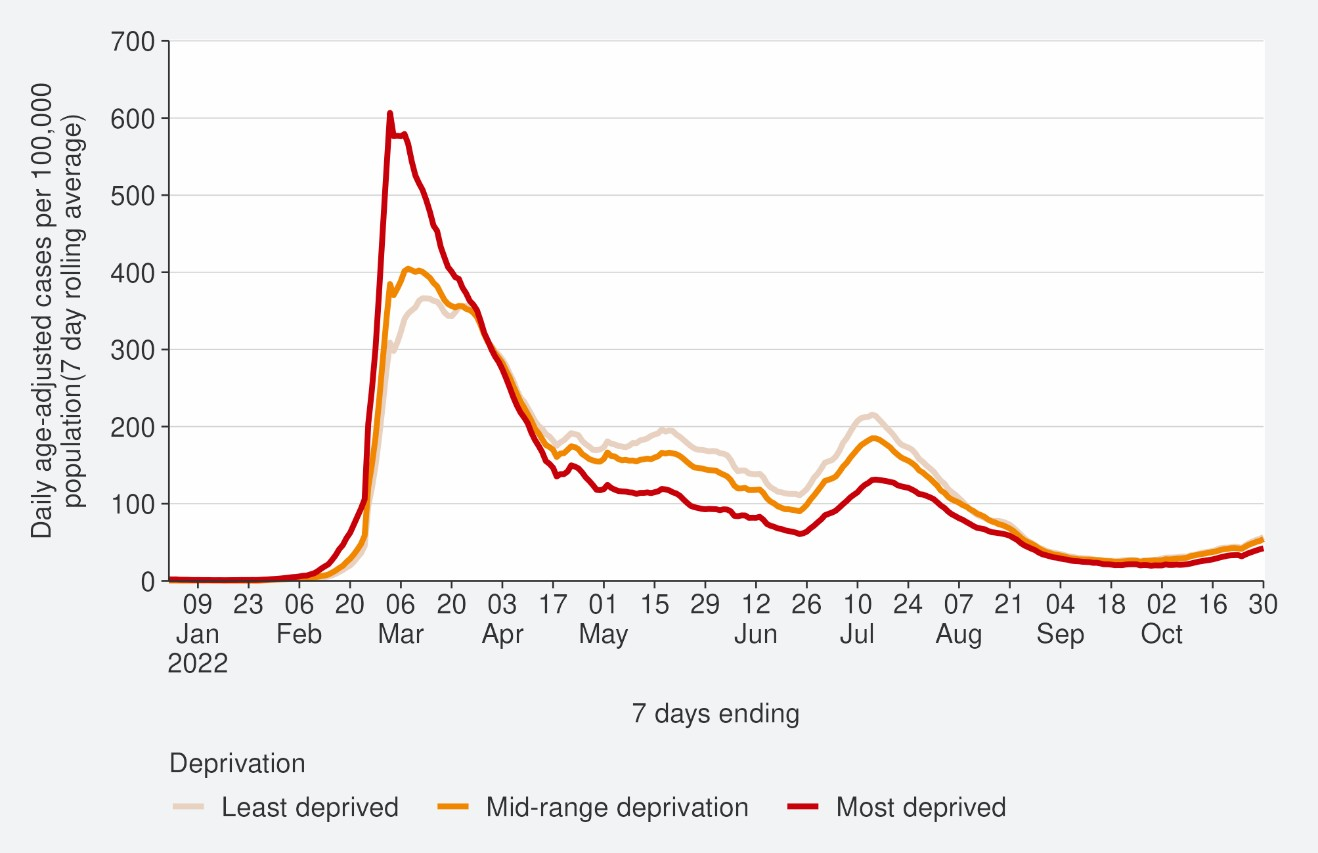 Daily age-adjusted cases per 100,000
population(7 day rolling average)
700
600
500
400
300
200
100
0
09 23 06 20 06 20 03 17 01 15 29 12 26 10 24 07 21 04 18 02 16 30
Jan Feb Mar Apr May Jun Jul Aug Sep Oct
2022
7 days ending
Deprivation
Least deprived Mid-range deprivation Most deprived